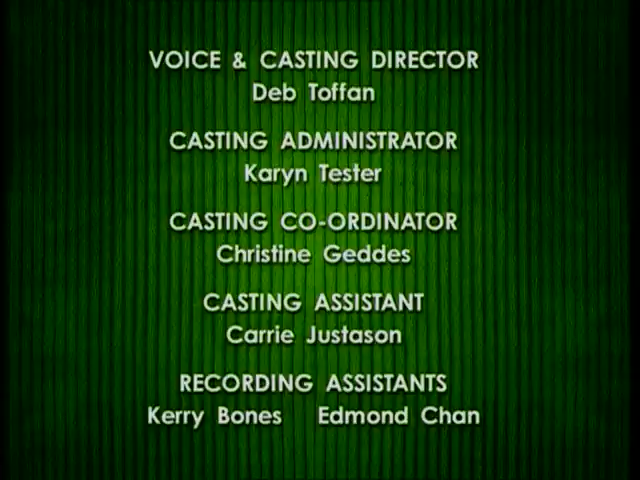 VOICE & CASTING DIRECTOR
Deb Toffan
CASTING ADMINISTRATOR
Karyn Tester
CASTING CO-ORDINATOR
Christine Geddes
CASTING ASSISTANT
Carrie Justason
RECORDING ASSISTANTS
Kerry Bones Edmond Chan